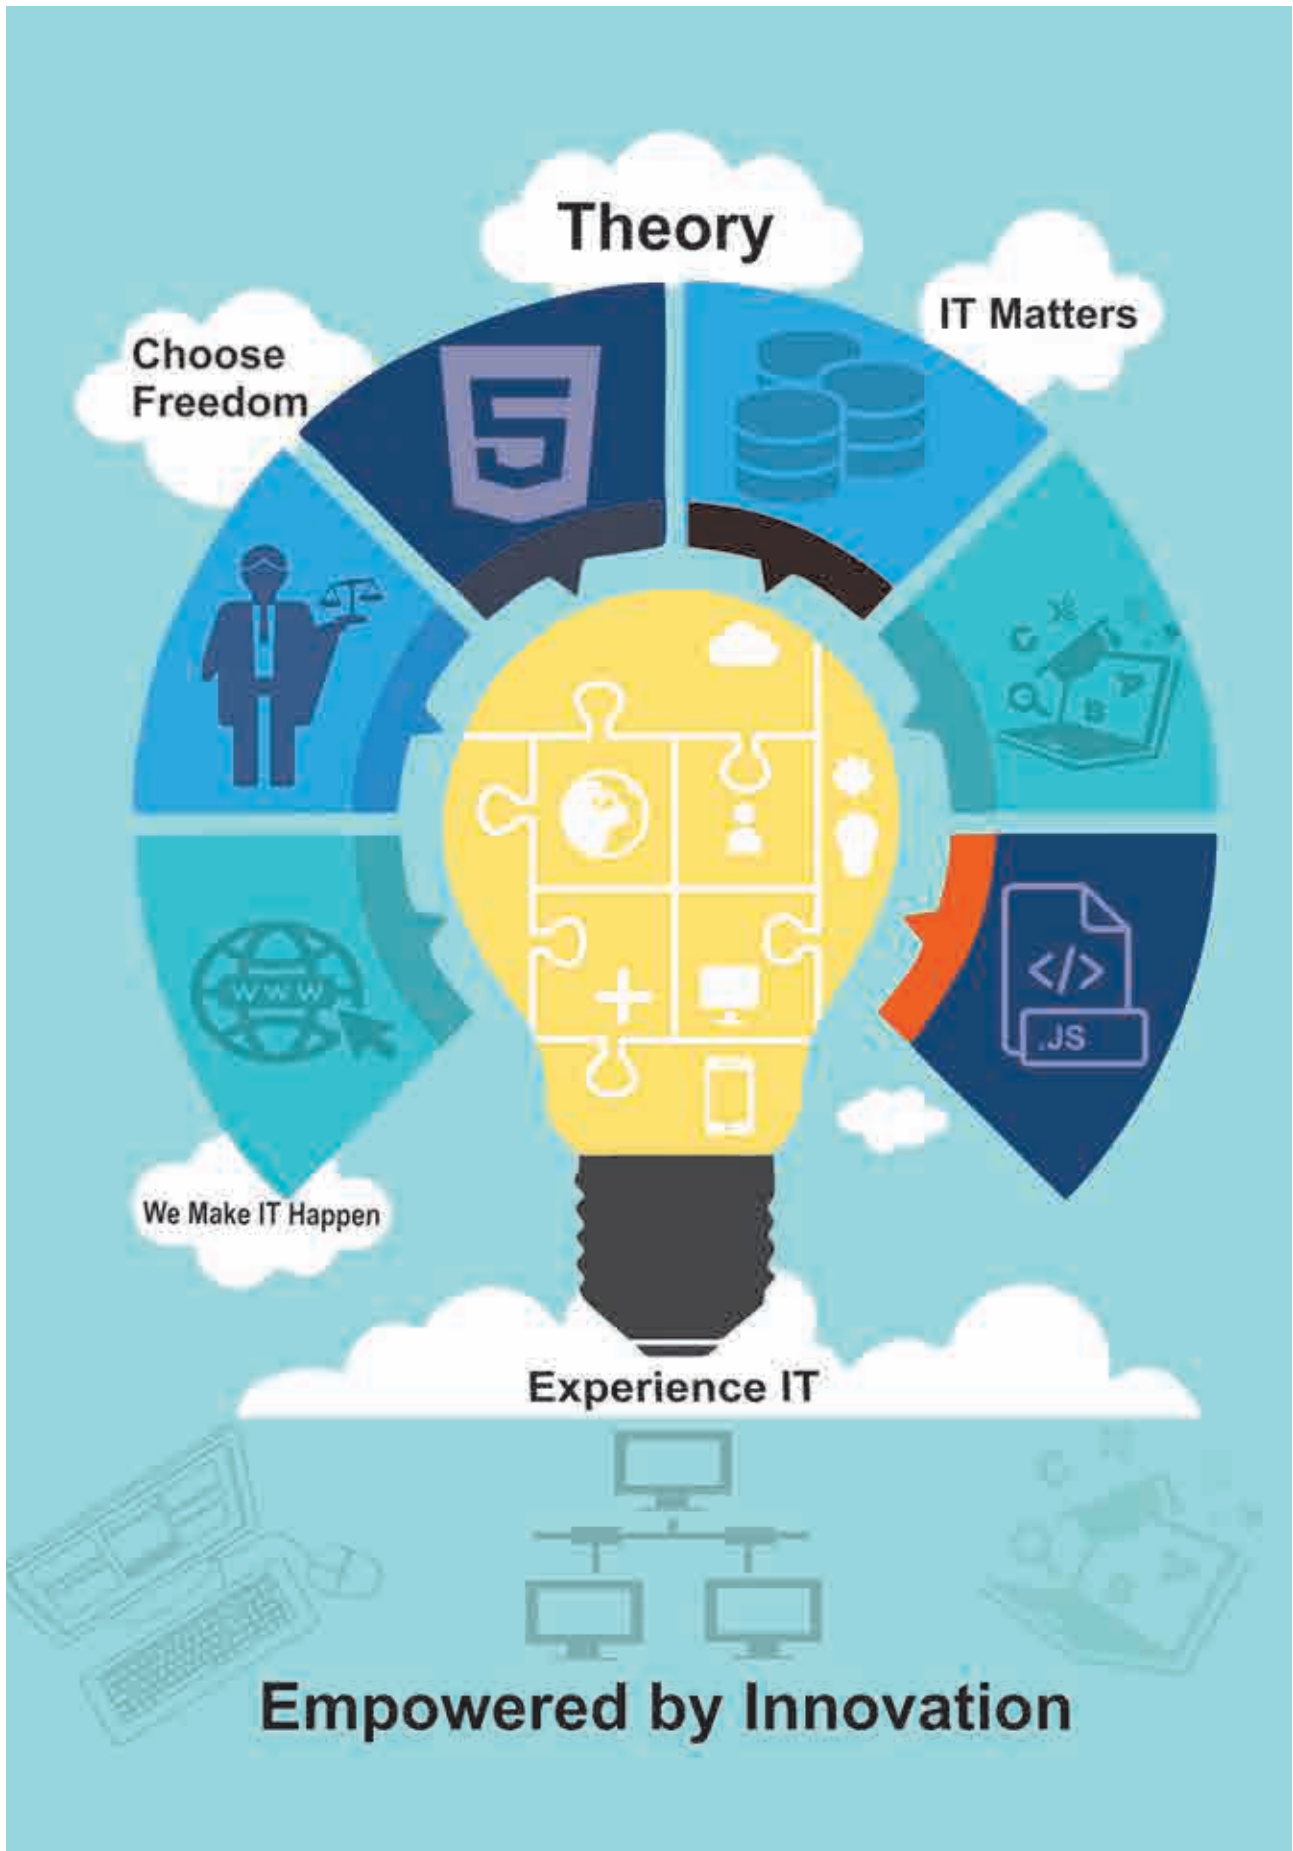 Theory
IT Matters
Choose
Freedom
5
WWW
</>
.JS
We Make IT Happen
Experience IT
Empowered by Innovation